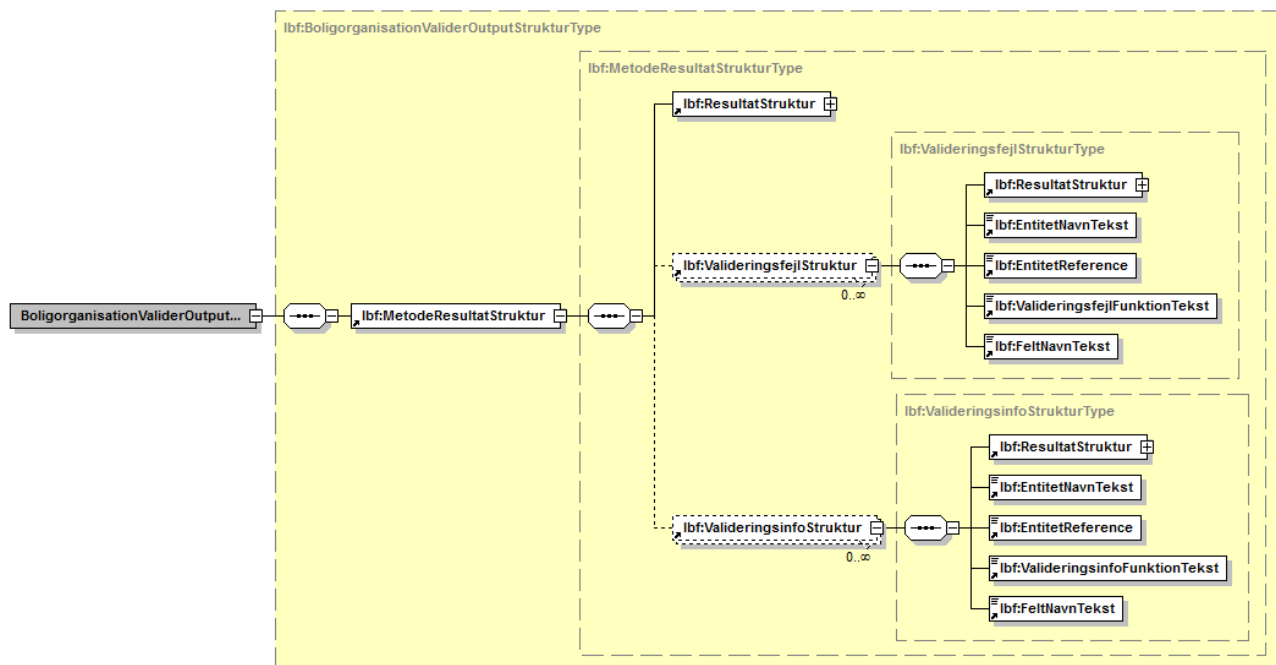 lbf:BoligorganisationValiderOutputStrukturType
lbf:MetodeResultatStrukturType
lbf:ResultatStruktur
lbf:ValideringsfejlStrukturType
lbf:ResultatStruktur
lbf:EntitetNavnTekst
lbf:ValideringsfejlStruktur
lbf:EntitetReference
0..∞
lbf:ValideringsfejlFunktionTekst
BoligorganisationValiderOutput...
lbf:MetodeResultatStruktur
lbf:FeltNavnTekst
lbf:ValideringsinfoStrukturType
lbf:ResultatStruktur
lbf:EntitetNavnTekst
lbf:ValideringsinfoStruktur
lbf:EntitetReference
0..∞
lbf:ValideringsinfoFunktionTekst
lbf:FeltNavnTekst